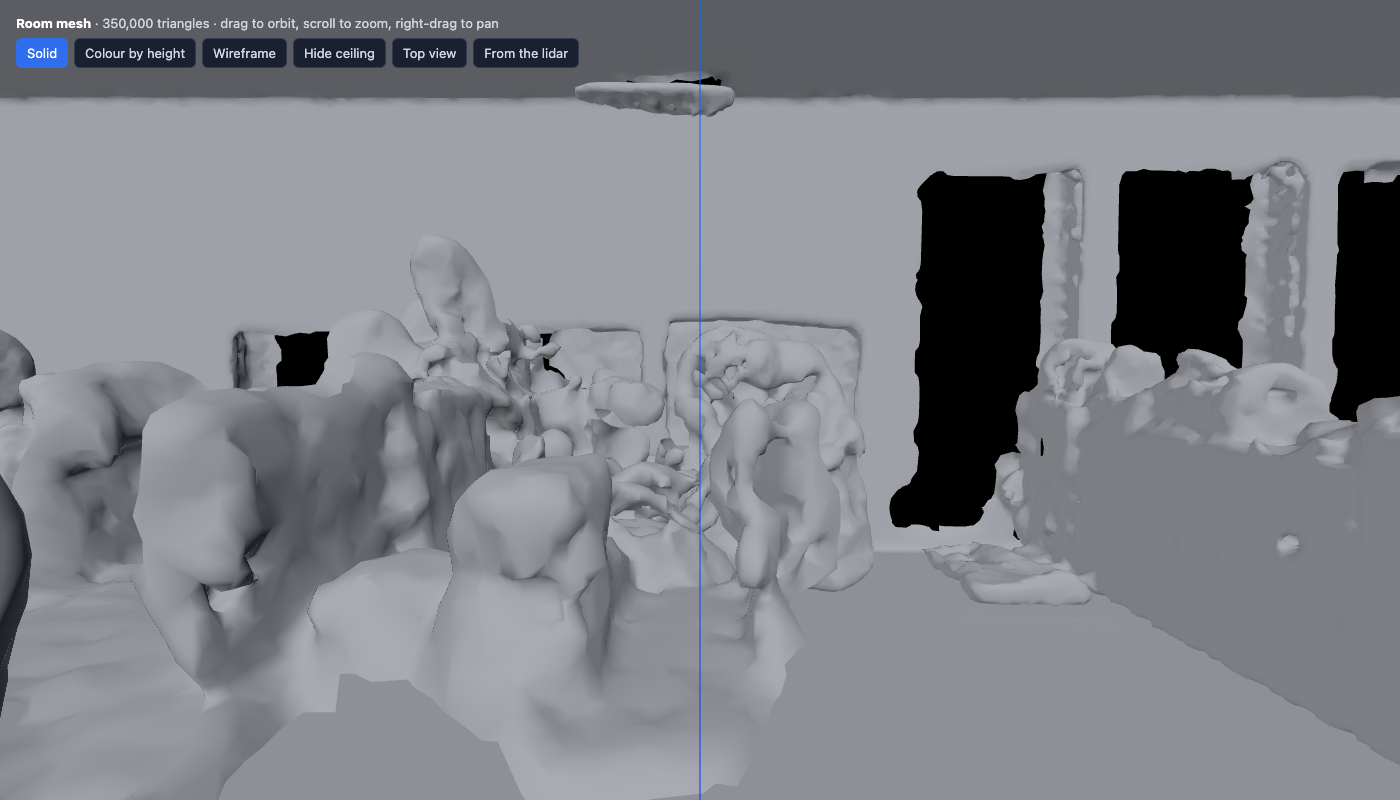 Room mesh · 350,000 triangles · drag to orbit, scroll to zoom, right-drag to pan
Solid Colour by height Wireframe Hide ceiling Top view From the lidar